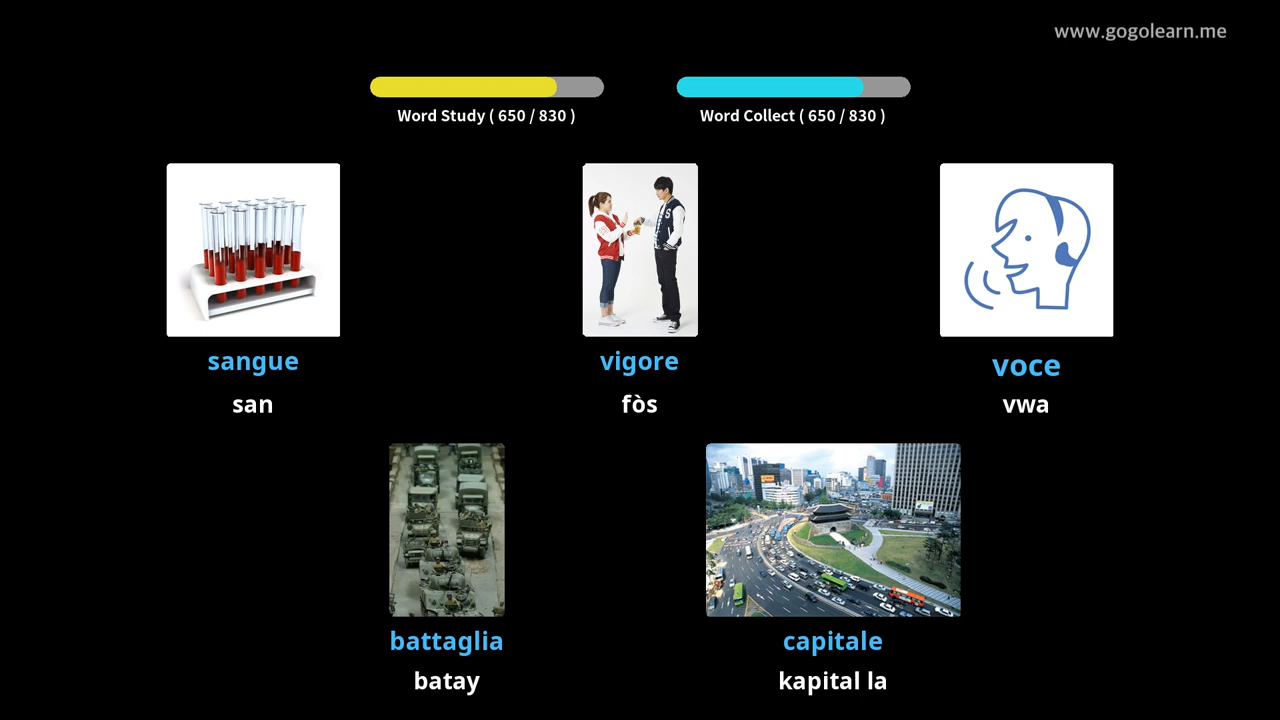 www.gogolearn.me
Word Study ( 650 / 830 )
Word Collect ( 650 / 830 )
sangue
san
vigore
fòs
voce
vwa
battaglia
batay
capitale
kapital la